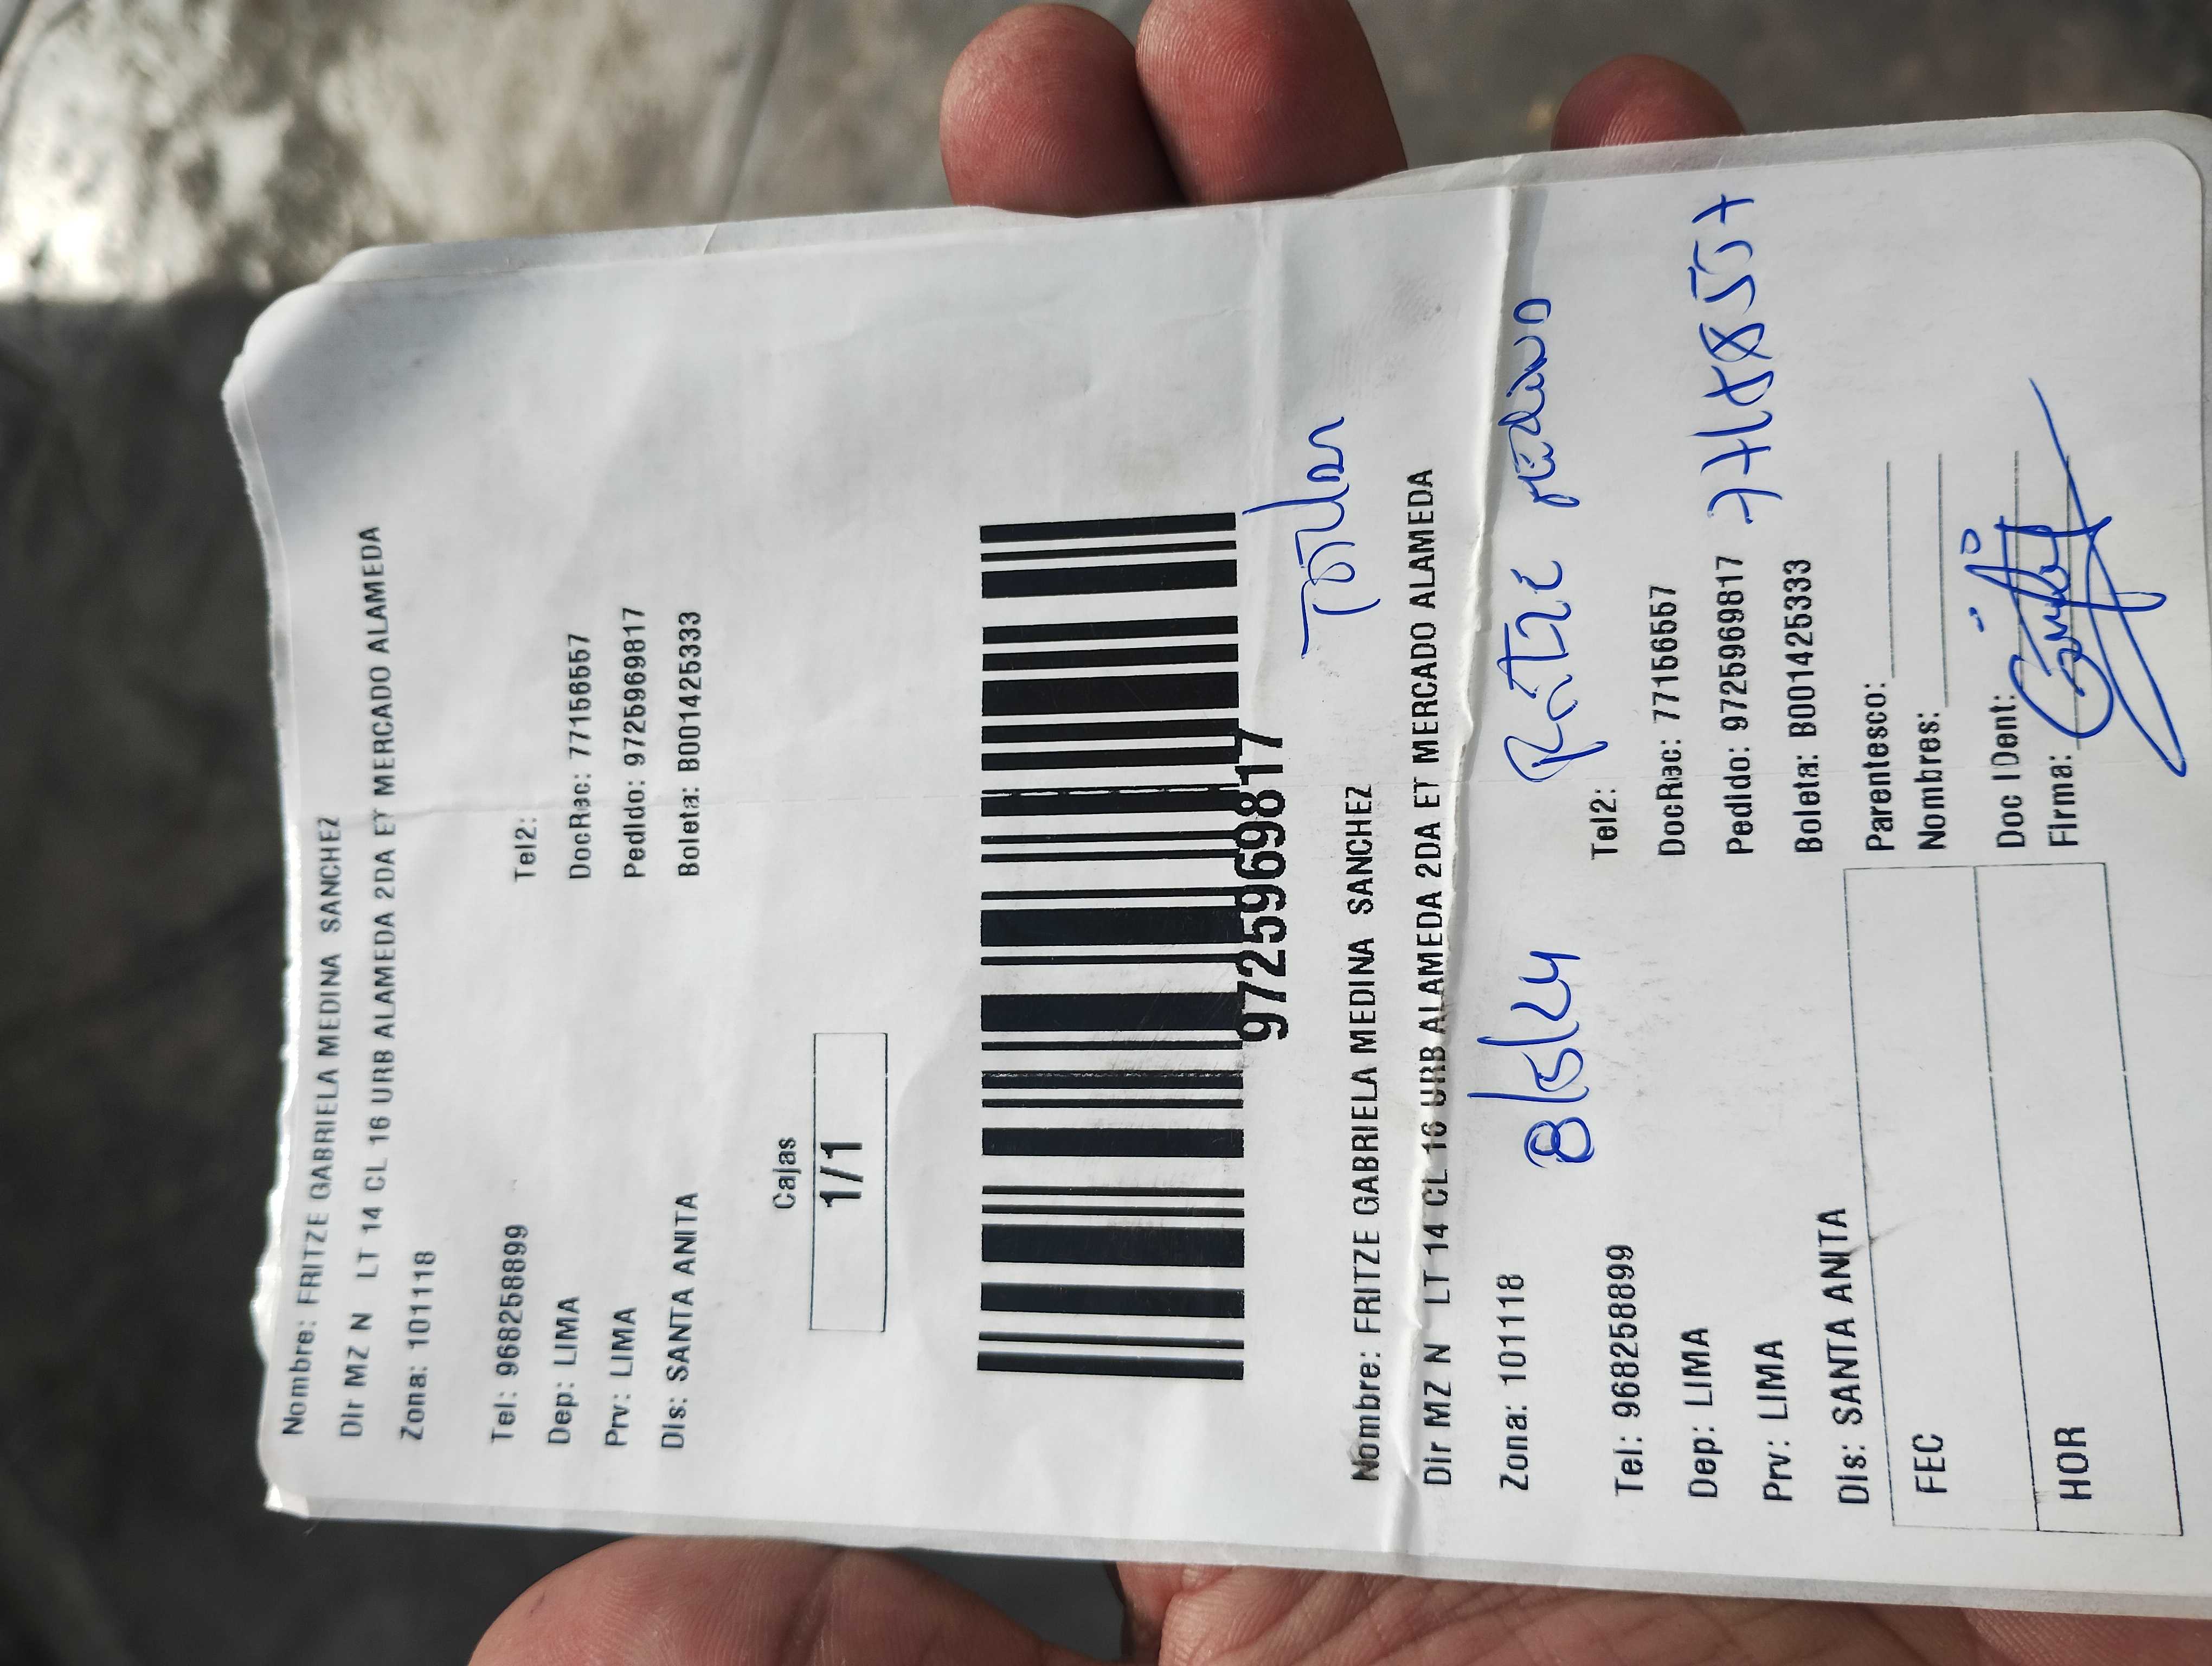 Nombre: FRITZE GABRIELA MEDINA SANCHEZ
Dir MZ N LT 14 CL 16 URB ALAMEDA 2DA ET MERCADO ALAMEDA
Zona: 101118
Tel: 968258899
Tel2:
Dep: LIMA
DocRec: 77156557
Prv: LIMA
Pedido: 9725969817
Dis: SANTA ANITA
Boleta: B001425333
Cajas
1/1
9725969817
Titular
Nombre: FRITZE GABRIELA MEDINA SANCHEZ
Dir MZ N LT 14 CL 16 URB ALAMEDA 2DA ET MERCADO ALAMEDA
Zona: 101118
8/5/24
Tel: 968258899
Tel2:
Dep: LIMA
DocRec: 77156557
Prv: LIMA
Pedido: 9725969817
Dis: SANTA ANITA
Boleta: B001425333
FEC
Parentesco:
Nombres:
HOR
Doc IDent:
Firma: